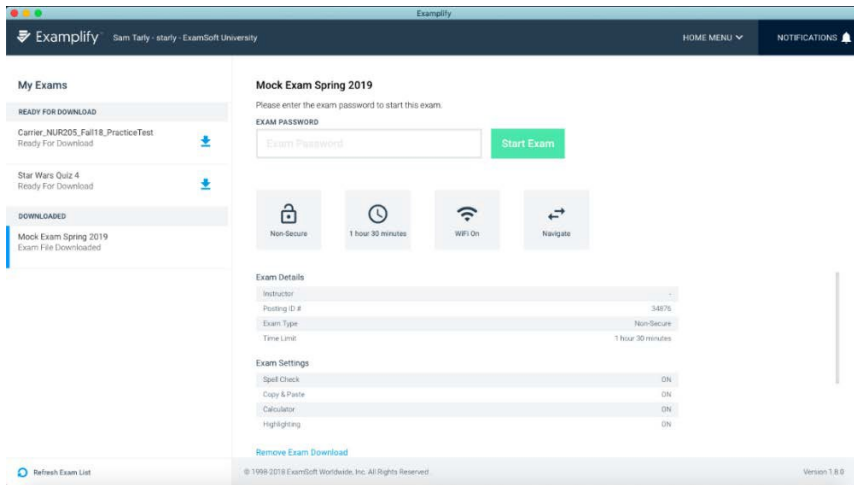 Examplify
Examplify Sam Tarly - starly - ExamSoft University HOME MENU NOTIFICATIONS
My Exams
READY FOR DOWNLOAD
Carrier_NUR205_Fall18_PracticeTest
Ready For Download
Star Wars Quiz 4
Ready For Download
DOWNLOADED
Mock Exam Spring 2019
Exam File Downloaded
Mock Exam Spring 2019
Please enter the exam password to start this exam.
EXAM PASSWORD
Exam Password Start Exam
Non-Secure 1 hour 30 minutes WiFi On Navigate
Exam Details
Instructor -
Posting ID # 34876
Exam Type Non-Secure
Time Limit 1 hour 30 minutes
Exam Settings
Spell Check ON
Copy & Paste ON
Calculator ON
Highlighting ON
Remove Exam Download
Refresh Exam List © 1998-2018 ExamSoft Worldwide, Inc. All Rights Reserved. Version 1.8.0